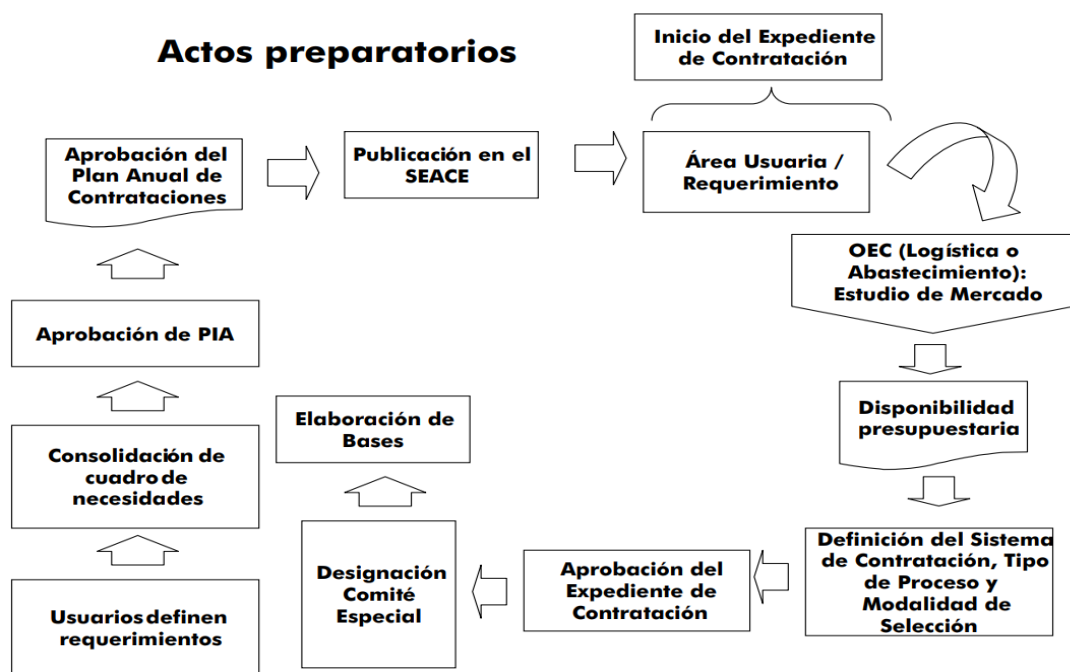 Actos preparatorios
Inicio del Expediente
de Contratación
Aprobación del
Plan Anual de
Contrataciones
Publicación en el
SEACE
Área Usuaria /
Requerimiento
OEC (Logística o
Abastecimiento):
Estudio de Mercado
Aprobación de PIA
Disponibilidad
presupuestaria
Elaboración de
Bases
Consolidación de
cuadro de
necesidades
Definición del Sistema
de Contratación, Tipo
de Proceso y
Modalidad de
Selección
Aprobación del
Expediente de
Contratación
Designación
Comité
Especial
Usuarios definen
requerimientos